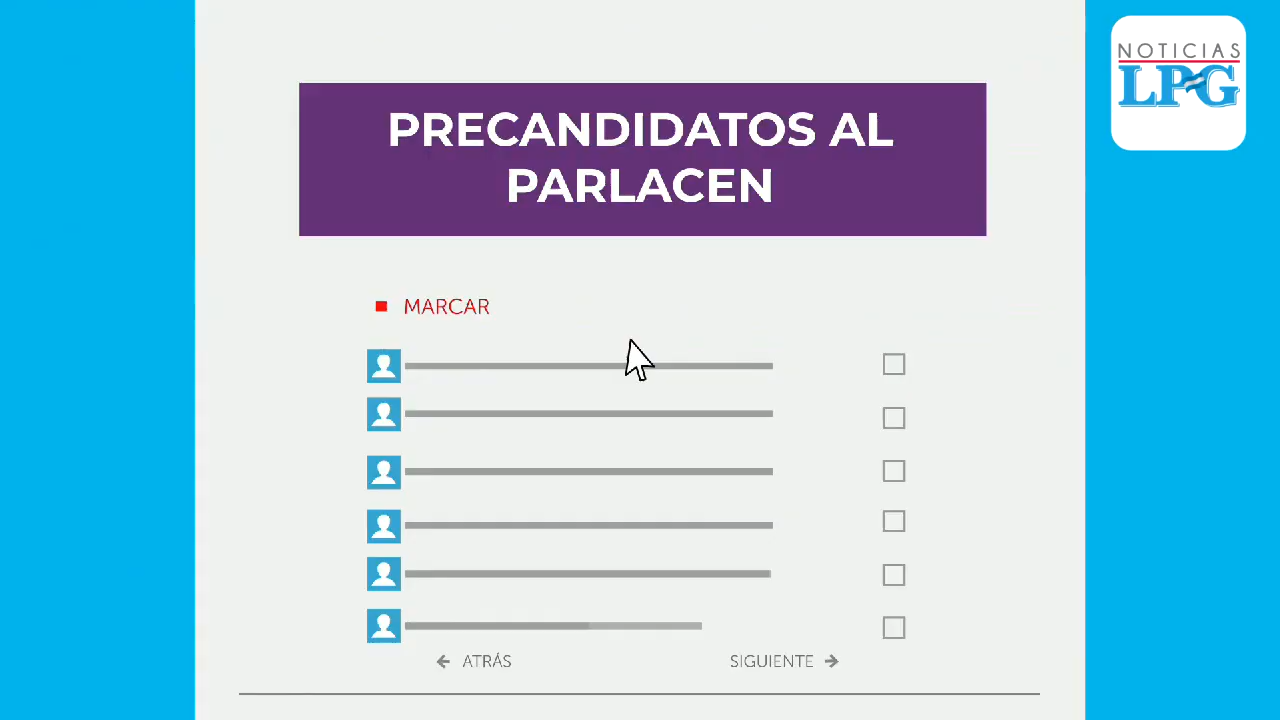 NOTICIAS
LPG
PRECANDIDATOS AL
PARLACEN
MARCAR
ATRÁS
SIGUIENTE